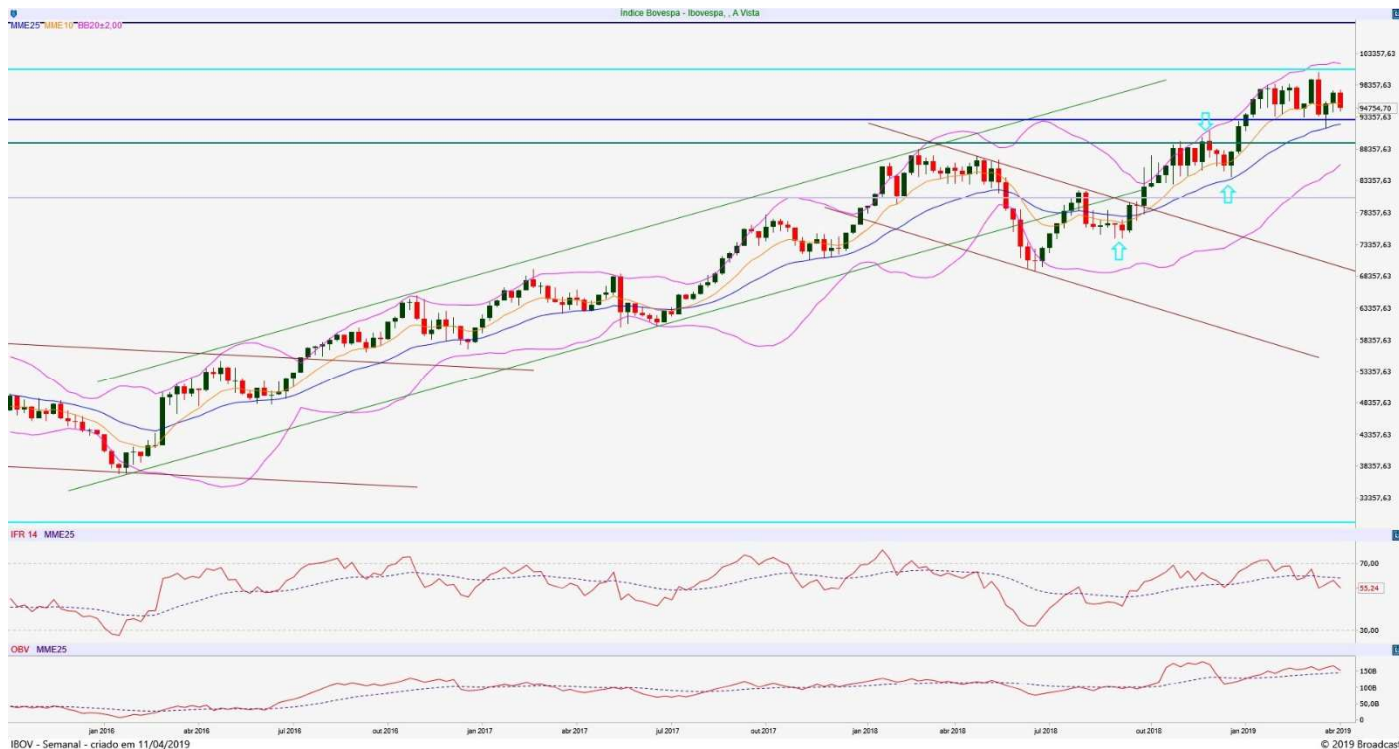 Índice Bovespa - Ibovespa, , A Vista
MME25 MME10 BB20±2,00
103357,63
98357,63
94754,70
93357,63
88357,63
83357,63
78357,63
73357,63
68357,63
63357,63
58357,63
53357,63
48357,63
43357,63
38357,63
33357,63
IFR 14 MME25
70,00
55,24
30,00
OBV MME25
150B
100B
50,0B
0
jan 2016 abr 2016 jul 2016 out 2016 jan 2017 abr 2017 jul 2017 out 2017 jan 2018 abr 2018 jul 2018 out 2018 jan 2019 abr 2019
IBOV - Semanal - criado em 11/04/2019 © 2019 Broadcast